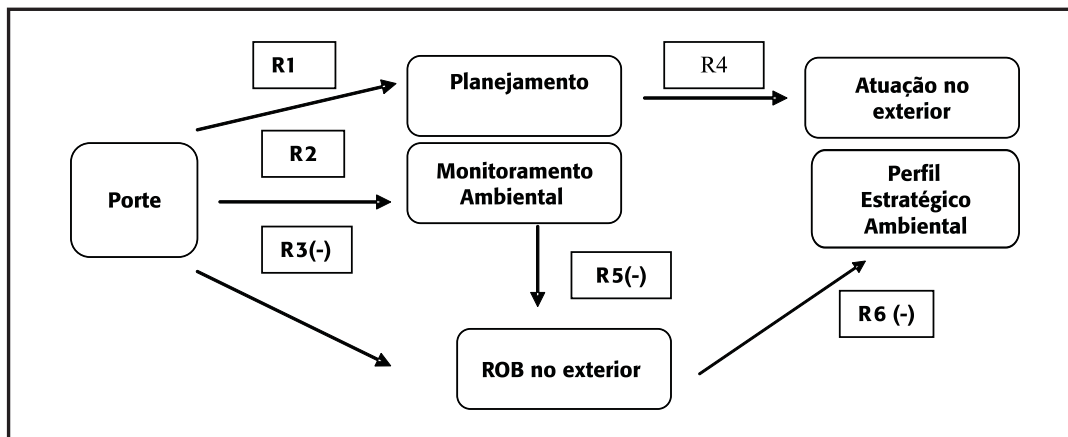 R1
R4
Planejamento
Atuação no
exterior
R2
Monitoramento
Ambiental
Porte
Perfil
Estratégico
Ambiental
R3(-)
R5(-)
R6 (-)
ROB no exterior